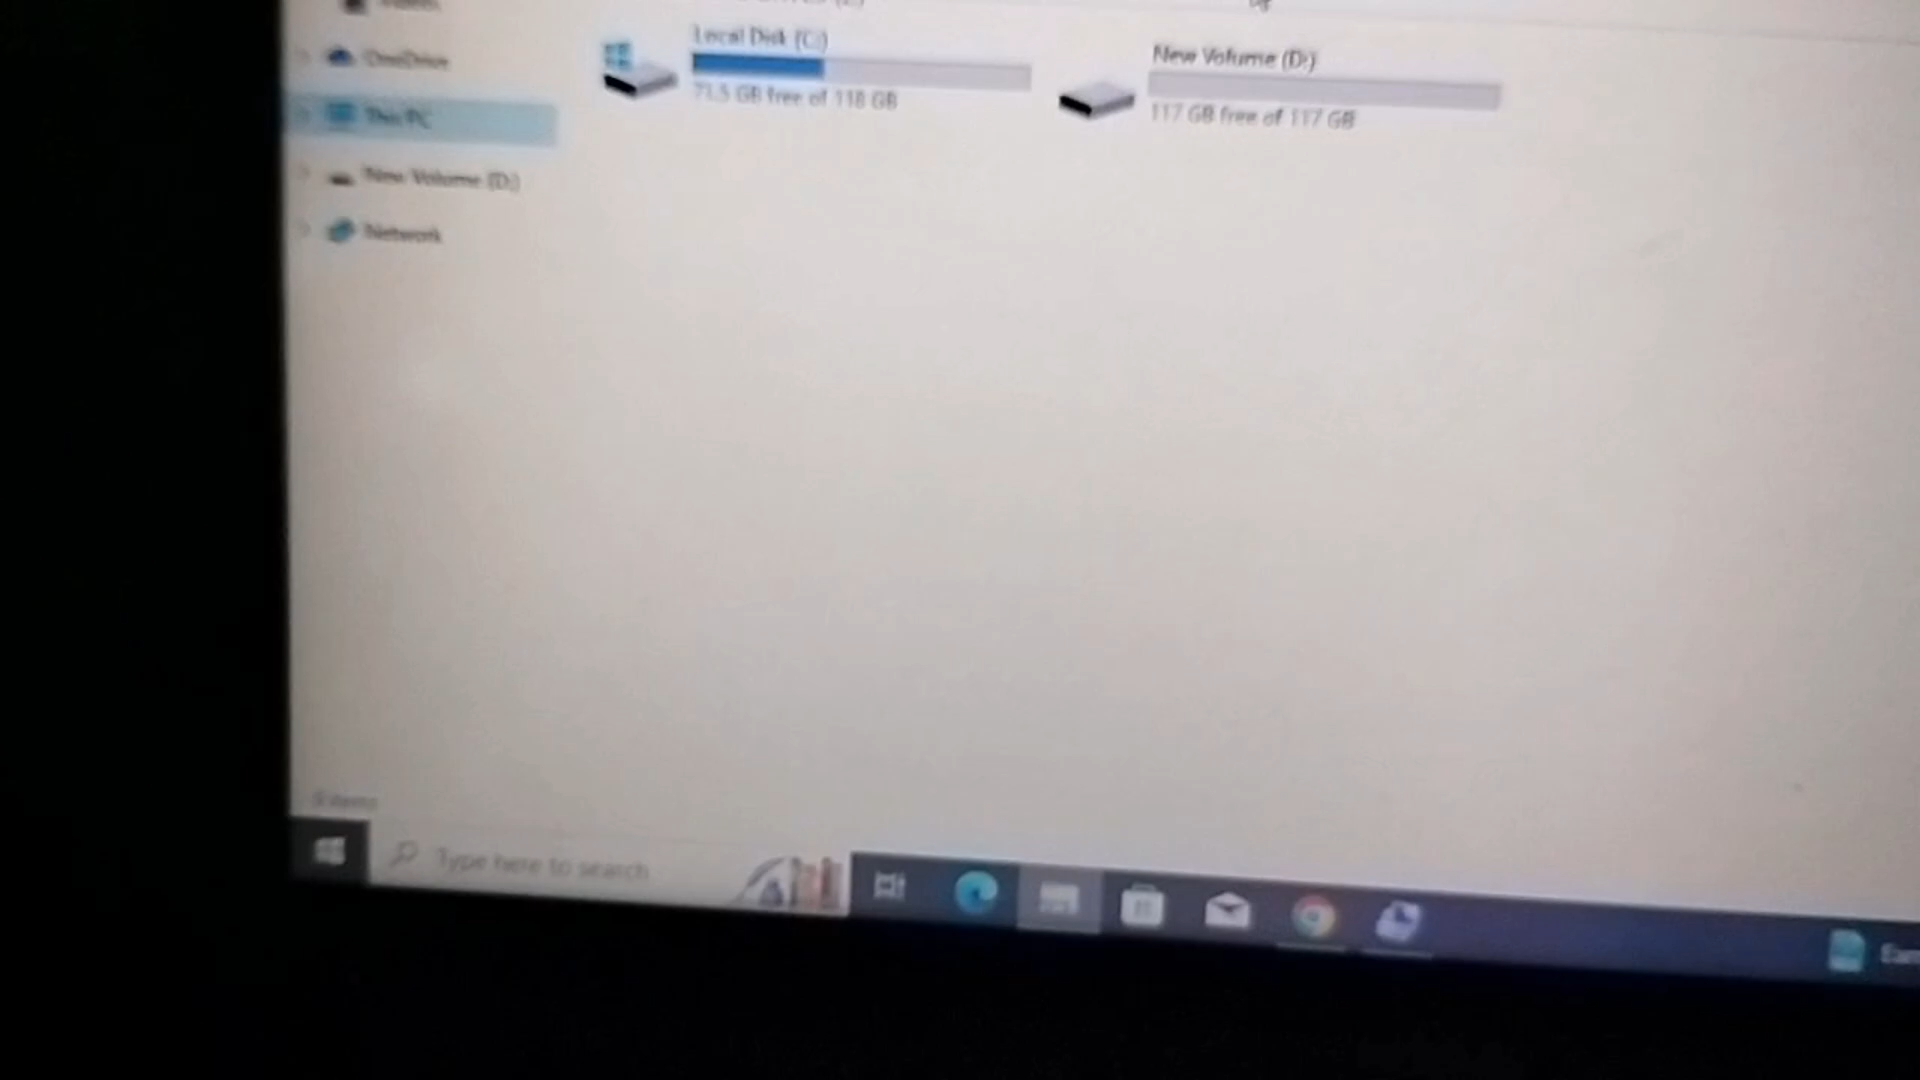 OneDrive
Local Disk (C:)
71.5 GB free of 118 GB
New Volume (D:)
117 GB free of 117 GB
This PC
New Volume (D:)
Network
Type here to search